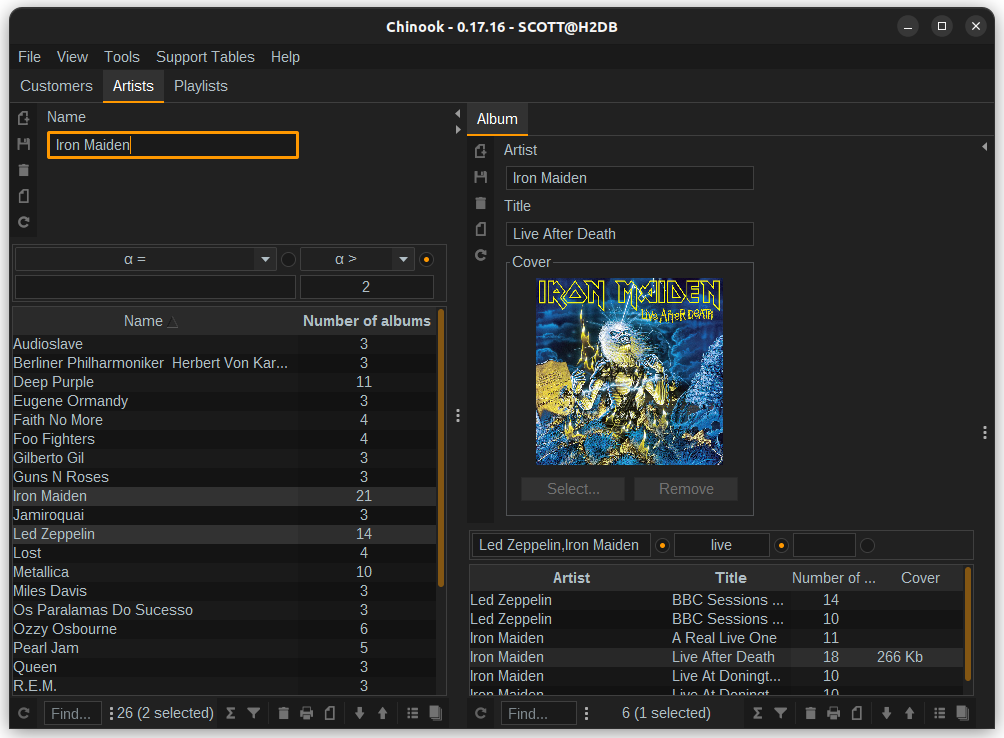 Chinook - 0.17.16 - SCOTT@H2DB
File View Tools Support Tables Help
Customers Artists Playlists
Name
Iron Maiden
α = α >
2
Name Number of albums
Audioslave 3
Berliner Philharmoniker Herbert Von Kar... 3
Deep Purple 11
Eugene Ormandy 3
Faith No More 4
Foo Fighters 4
Gilberto Gil 3
Guns N Roses 3
Iron Maiden 21
Jamiroquai 3
Led Zeppelin 14
Lost 4
Metallica 10
Miles Davis 3
Os Paralamas Do Sucesso 3
Ozzy Osbourne 6
Pearl Jam 5
Queen 3
R.E.M. 3
Find... 26 (2 selected)
Album
Artist
Iron Maiden
Title
Live After Death
Cover
IRON MAIDEN
LIVE AFTER DEATH
Select... Remove
Led Zeppelin,Iron Maiden live
Artist Title Number of ... Cover
Led Zeppelin BBC Sessions ... 14
Led Zeppelin BBC Sessions ... 10
Iron Maiden A Real Live One 11
Iron Maiden Live After Death 18 266 Kb
Iron Maiden Live At Doningt... 10
Iron Maiden Live At Doningt... 10
Find... 6 (1 selected)